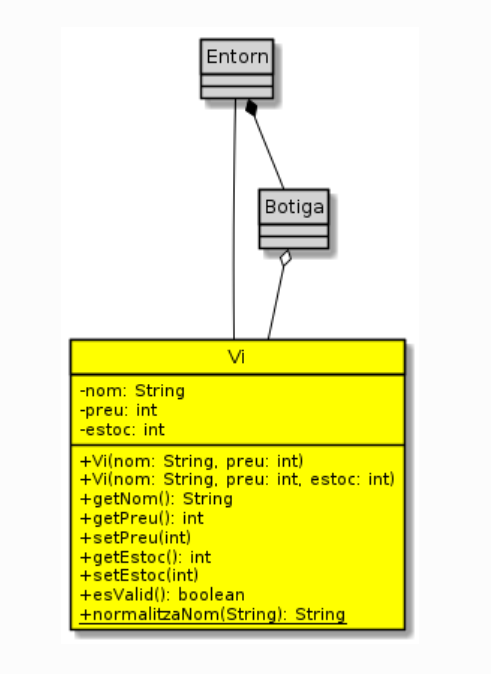 Entorn
Botiga
Vi
-nom: String
-preu: int
-estoc: int
+Vi(nom: String, preu: int)
+Vi(nom: String, preu: int, estoc: int)
+getNom(): String
+getPreu(): int
+setPreu(int)
+getEstoc(): int
+setEstoc(int)
+esValid(): boolean
+normalitzaNom(String): String